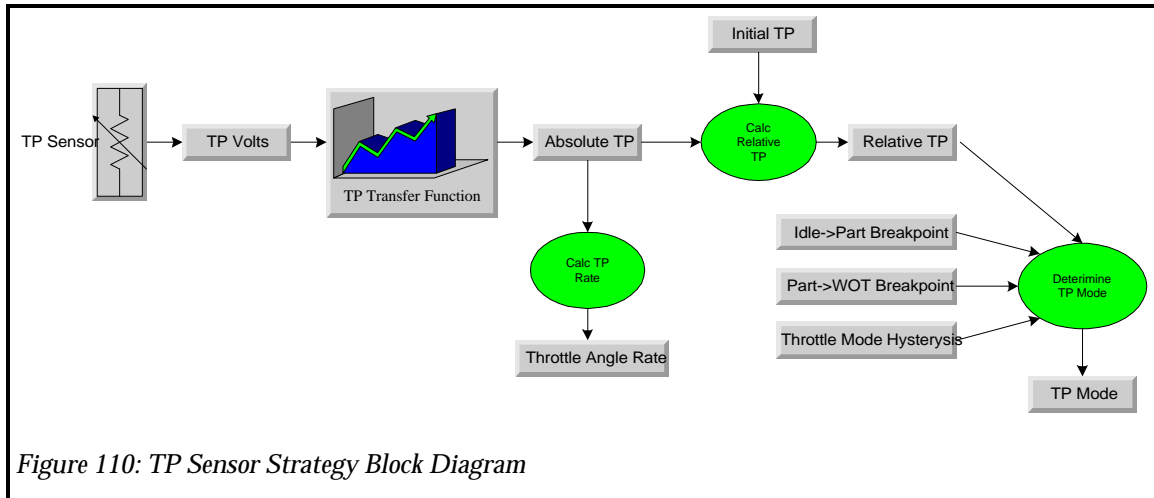 Initial TP
TP Sensor
TP Volts
TP Transfer Function
Absolute TP
Calc
Relative
TP
Relative TP
Calc TP
Rate
Throttle Angle Rate
Idle->Part Breakpoint
Part->WOT Breakpoint
Throttle Mode Hysterysis
Deterimine
TP Mode
TP Mode
Figure 110: TP Sensor Strategy Block Diagram